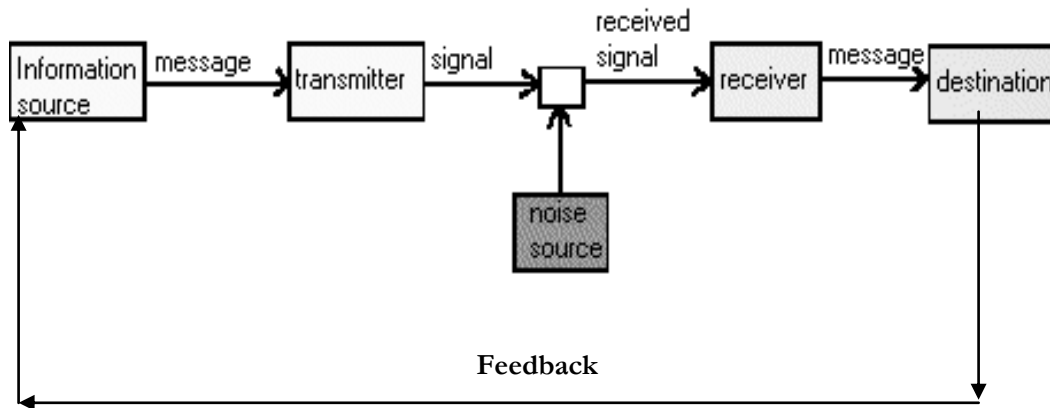 Information
source
message
transmitter
signal
received
signal
receiver
message
destination
noise
source
Feedback